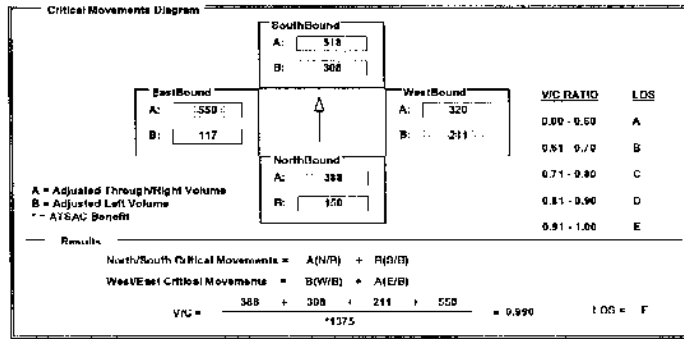 Critical Movements Diagram
SouthBound
A: 518
B: 308
EastBound
A: 550
B: 117
WestBound
A: 320
B: 211
NorthBound
A: 388
B: 150
V/C RATIO LOS
0.00 - 0.60 A
0.61 - 0.70 B
0.71 - 0.80 C
0.81 - 0.90 D
0.91 - 1.00 E
A = Adjusted Through/Right Volume
B = Adjusted Left Volume
* = ATSAC Benefit
Results
North/South Critical Movements = A(N/B) + B(S/B)
West/East Critical Movements = B(W/B) + A(E/B)
V/C = 388 + 308 + 211 + 550
*1375
= 0.990 LOS =